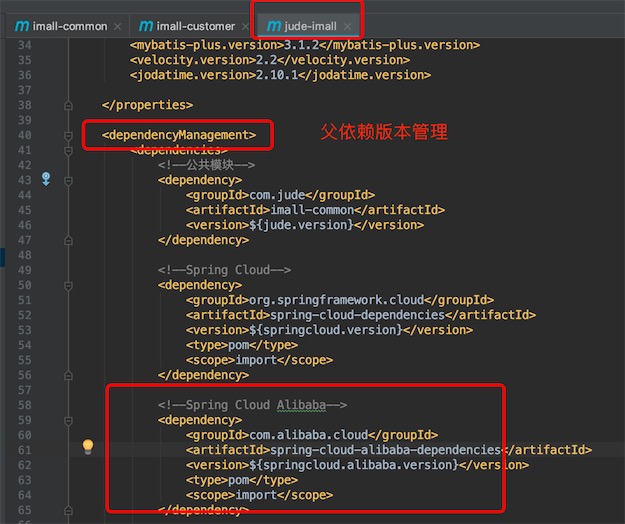 imall-common
imall-customer
jude-imall
34 <mybatis-plus.version>3.1.2</mybatis-plus.version>
35 <velocity.version>2.2</velocity.version>
36 <jodatime.version>2.10.1</jodatime.version>
37
38 </properties>
39
40 <dependencyManagement> 父依赖版本管理
41 <dependencies>
42 <!--公共模块-->
43 <dependency>
44 <groupId>com.jude</groupId>
45 <artifactId>imall-common</artifactId>
46 <version>${jude.version}</version>
47 </dependency>
48
49 <!--Spring Cloud-->
50 <dependency>
51 <groupId>org.springframework.cloud</groupId>
52 <artifactId>spring-cloud-dependencies</artifactId>
53 <version>${springcloud.version}</version>
54 <type>pom</type>
55 <scope>import</scope>
56 </dependency>
57
58 <!--Spring Cloud Alibaba-->
59 <dependency>
60 <groupId>com.alibaba.cloud</groupId>
61 <artifactId>spring-cloud-alibaba-dependencies</artifactId>
62 <version>${springcloud.alibaba.version}</version>
63 <type>pom</type>
64 <scope>import</scope>
65 </dependency>